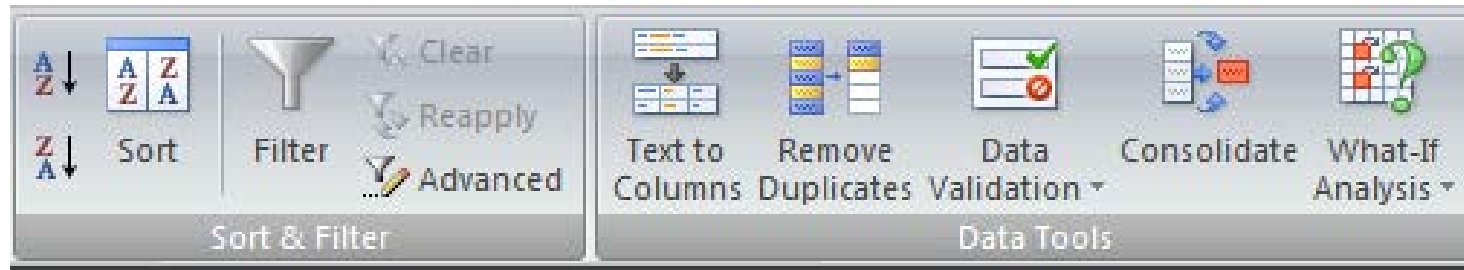 A
Z
Z
A
A Z
Z A
Sort
Filter
Clear
Reapply
Advanced
Sort & Filter
Text to
Columns
Remove
Duplicates
Data
Validation
Consolidate
What-If
Analysis
Data Tools